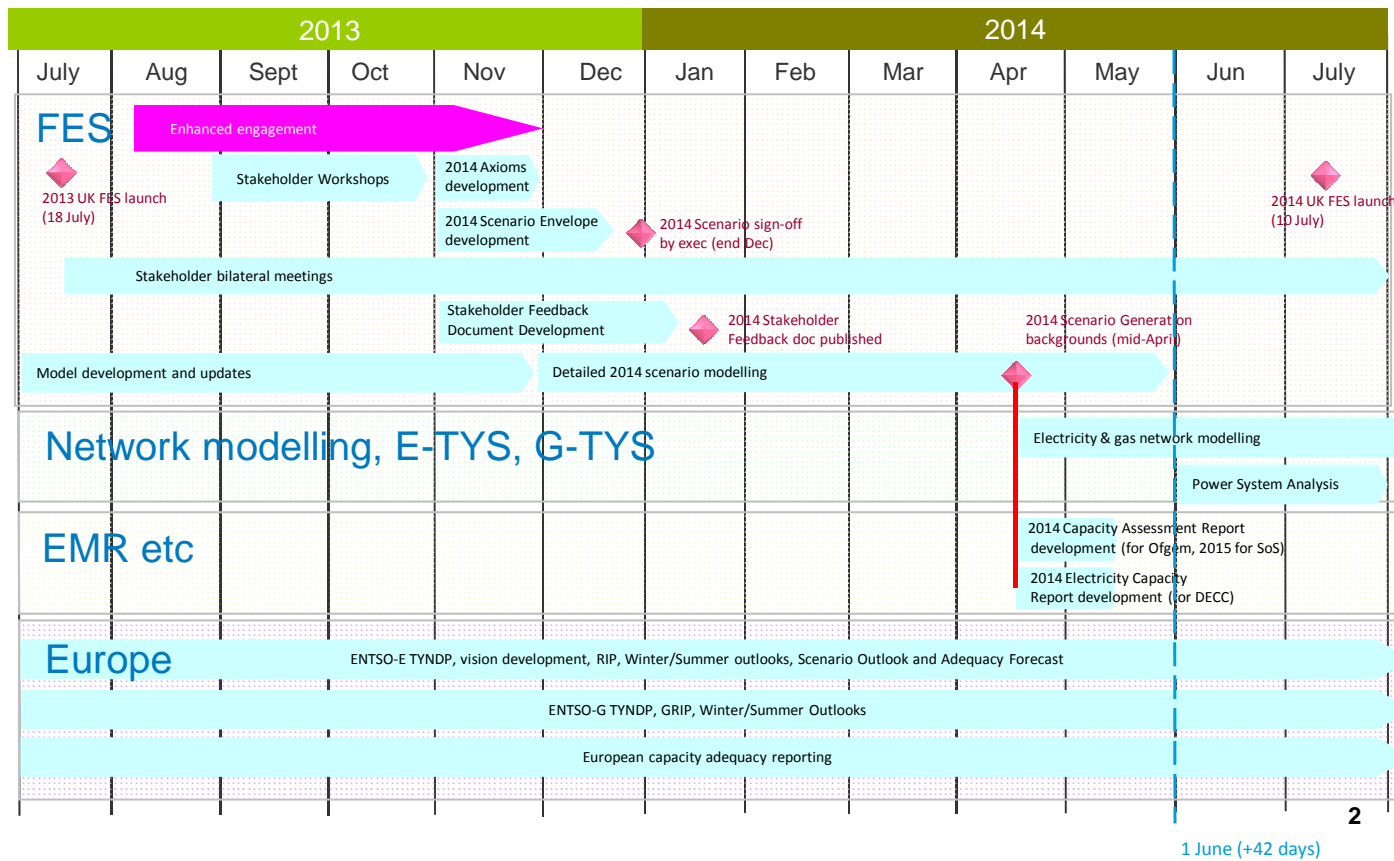 2013
2014
July Aug Sept Oct Nov Dec Jan Feb Mar Apr May Jun July
FES
Enhanced engagement
2013 UK FES launch
(18 July)
Stakeholder Workshops
2014 Axioms
development
2014 UK FES launch
(10 July)
2014 Scenario Envelope
development
2014 Scenario sign-off
by exec (end Dec)
Stakeholder bilateral meetings
Stakeholder Feedback
Document Development
2014 Stakeholder
Feedback doc published
2014 Scenario Generation
backgrounds (mid-April)
Model development and updates
Detailed 2014 scenario modelling
Network modelling, E-TYS, G-TYS
Electricity & gas network modelling
Power System Analysis
EMR etc
2014 Capacity Assessment Report
development (for Ofgem, 2015 for SoS)
2014 Electricity Capacity
Report development (for DECC)
Europe
ENTSO-E TYNDP, vision development, RIP, Winter/Summer outlooks, Scenario Outlook and Adequacy Forecast
ENTSO-G TYNDP, GRIP, Winter/Summer Outlooks
European capacity adequacy reporting
2
1 June (+42 days)